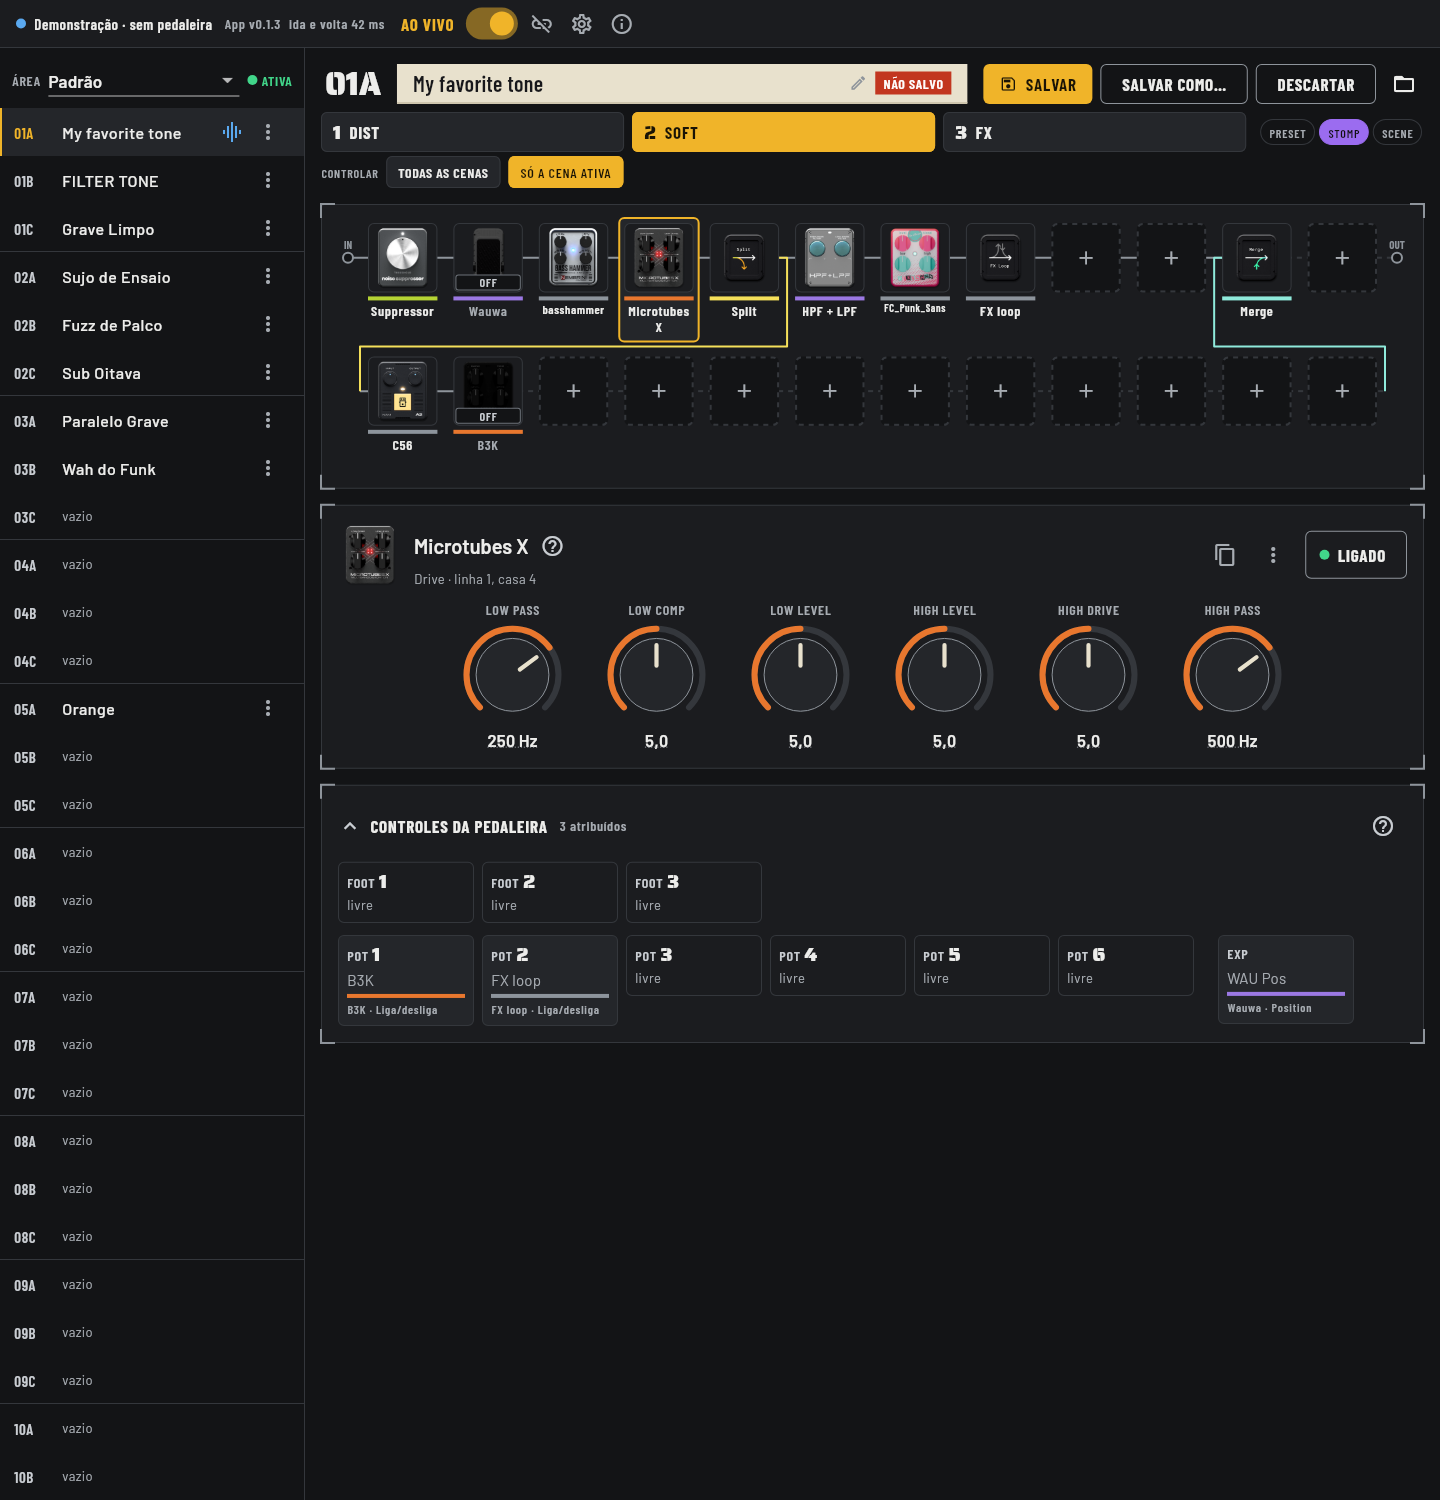 Demonstração · sem pedaleira App v0.1.3 Ida e volta 42 ms AO VIVO
ÁREA Padrão ATIVA
01A My favorite tone
01B FILTER TONE
01C Grave Limpo
02A Sujo de Ensaio
02B Fuzz de Palco
02C Sub Oitava
03A Paralelo Grave
03B Wah do Funk
03C vazio
04A vazio
04B vazio
04C vazio
05A Orange
05B vazio
05C vazio
06A vazio
06B vazio
06C vazio
07A vazio
07B vazio
07C vazio
08A vazio
08B vazio
08C vazio
09A vazio
09B vazio
09C vazio
10A vazio
10B vazio
01A My favorite tone NÃO SALVO SALVAR SALVAR COMO... DESCARTAR
1 DIST 2 SOFT 3 FX PRESET STOMP SCENE
CONTROLAR TODAS AS CENAS SÓ A CENA ATIVA
IN OUT
Split HPF+LPF FX Loop Merge
OFF
Suppressor Wauwa basshammer Microtubes X Split HPF + LPF FC_Punk_Sans FX loop Merge
OFF
C56 B3K
Microtubes X
Drive · linha 1, casa 4
LIGADO
LOW PASS LOW COMP LOW LEVEL HIGH LEVEL HIGH DRIVE HIGH PASS
250 Hz 5,0 5,0 5,0 5,0 500 Hz
CONTROLES DA PEDALEIRA 3 atribuídos
FOOT 1 FOOT 2 FOOT 3
livre livre livre
POT 1 POT 2 POT 3 POT 4 POT 5 POT 6 EXP
B3K FX loop livre livre livre livre WAU Pos
B3K · Liga/desliga FX loop · Liga/desliga Wauwa · Position